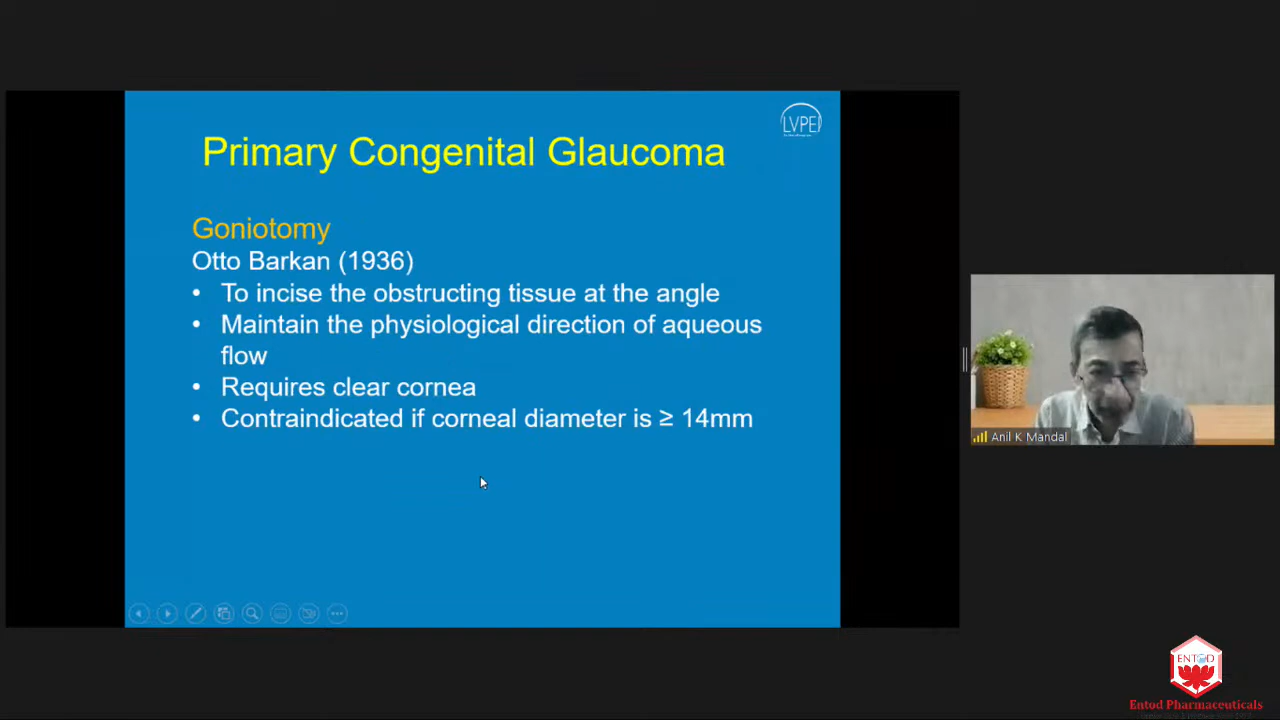 LVPEI
Primary Congenital Glaucoma
Goniotomy
Otto Barkan (1936)
• To incise the obstructing tissue at the angle
• Maintain the physiological direction of aqueous
flow
• Requires clear cornea
• Contraindicated if corneal diameter is ≥ 14mm
Anil K Mandal
ENTOD
Entod Pharmaceuticals